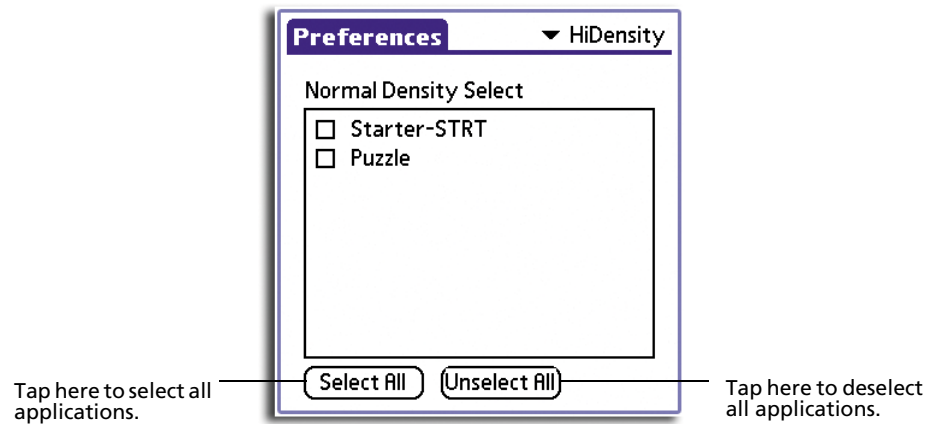 Preferences
HiDensity
Normal Density Select
Starter-STRT
Puzzle
Select All
Unselect All
Tap here to select all
applications.
Tap here to deselect
all applications.